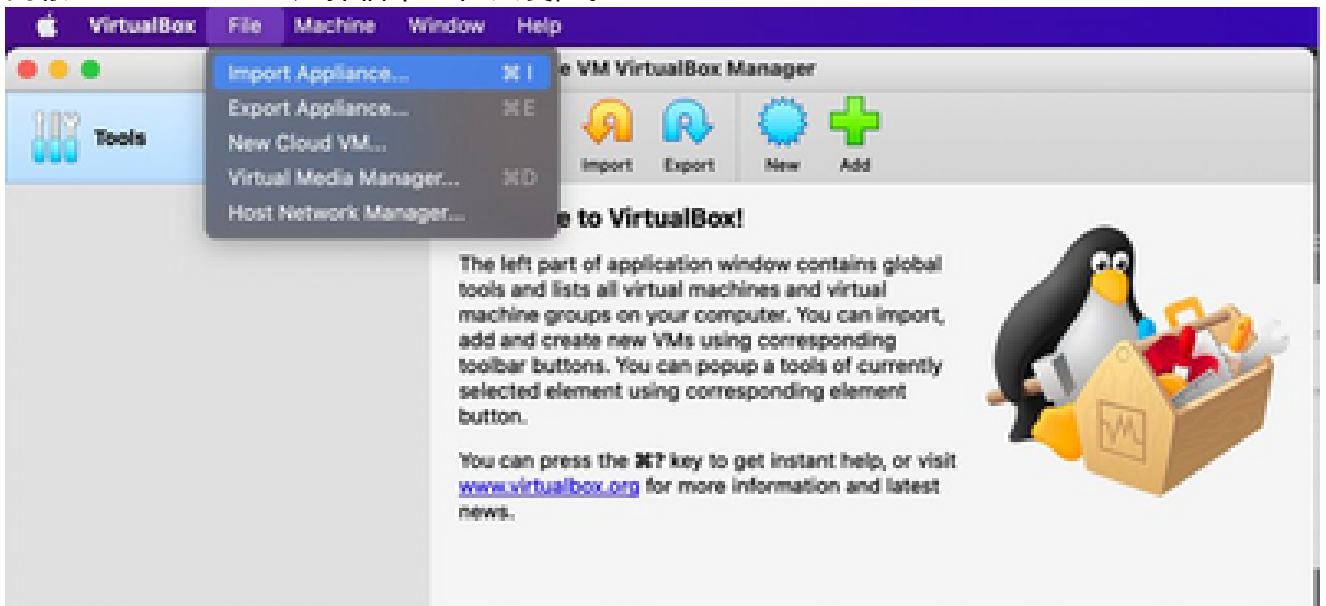 VirtualBox File Machine Window Help
e VM VirtualBox Manager
Import Appliance... ⌘ I
Export Appliance... ⌘E
New Cloud VM...
Virtual Media Manager... ⌘D
Host Network Manager...
Tools
Import Export New Add
e to VirtualBox!
The left part of application window contains global
tools and lists all virtual machines and virtual
machine groups on your computer. You can import,
add and create new VMs using corresponding
toolbar buttons. You can popup a tools of currently
selected element using corresponding element
button.
You can press the ⌘? key to get instant help, or visit
www.virtualbox.org for more information and latest
news.